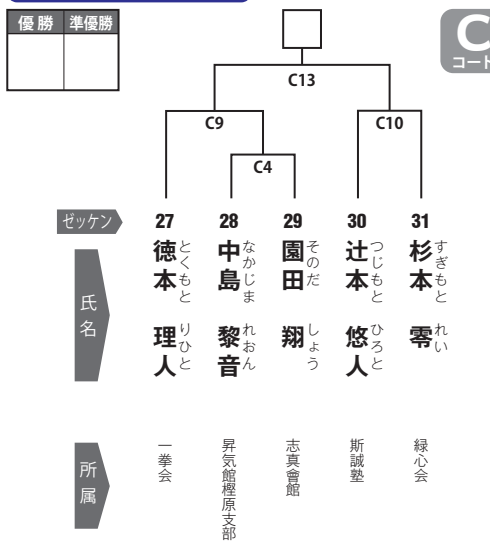 優勝 準優勝
C
コート
C13
C9 C10
C4
ゼッケン 27 28 29 30 31
氏名
徳本 理人 とくもと りひと
中島 黎音 なかじま れおん
園田 翔 そのだ しょう
辻本 悠人 つじもと ひろと
杉本 零 すぎもと れい
所属
一拳会
昇気館樫原支部
志真會館
斯誠塾
緑心会